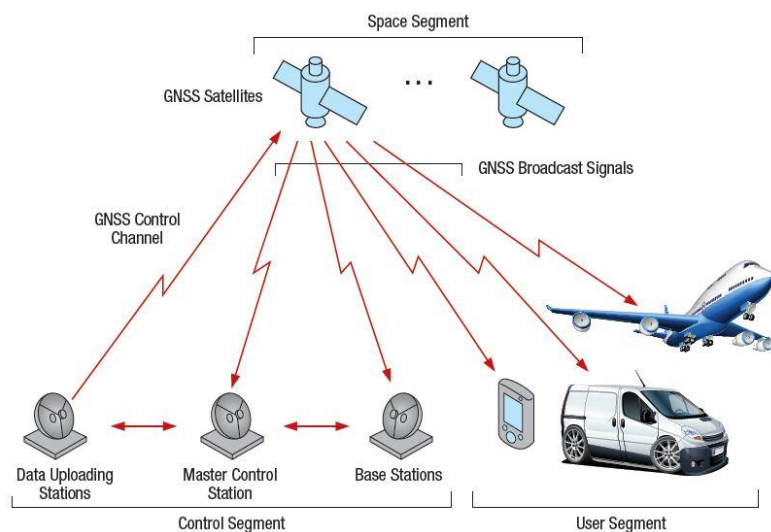 Space Segment
GNSS Satellites
GNSS Broadcast Signals
GNSS Control
Channel
Data Uploading
Stations
Master Control
Station
Base Stations
Control Segment
User Segment